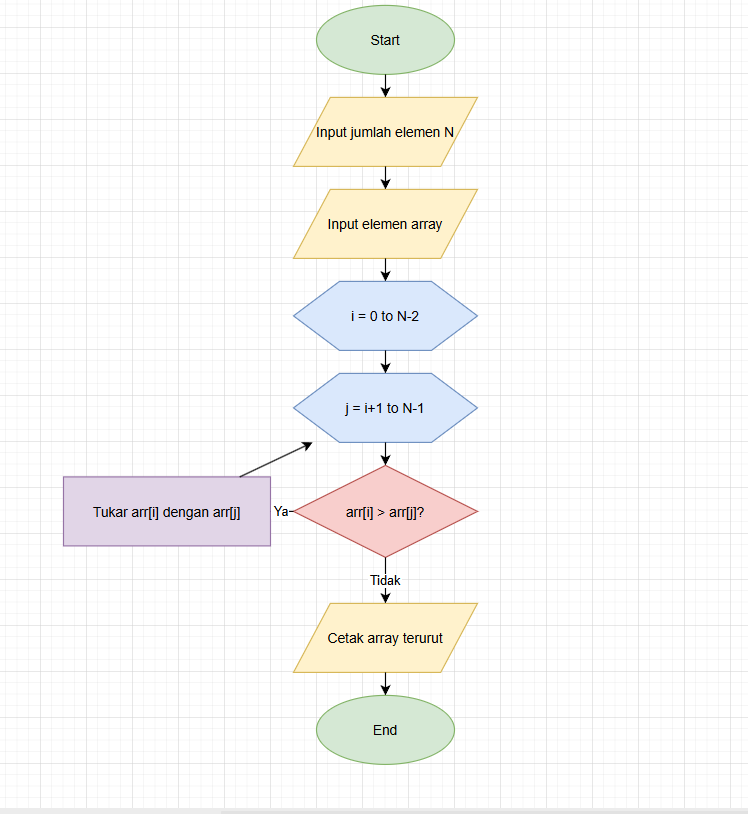 Start
Input jumlah elemen N
Input elemen array
i = 0 to N-2
j = i+1 to N-1
Tukar arr[i] dengan arr[j]
Ya
arr[i] > arr[j]?
Tidak
Cetak array terurut
End